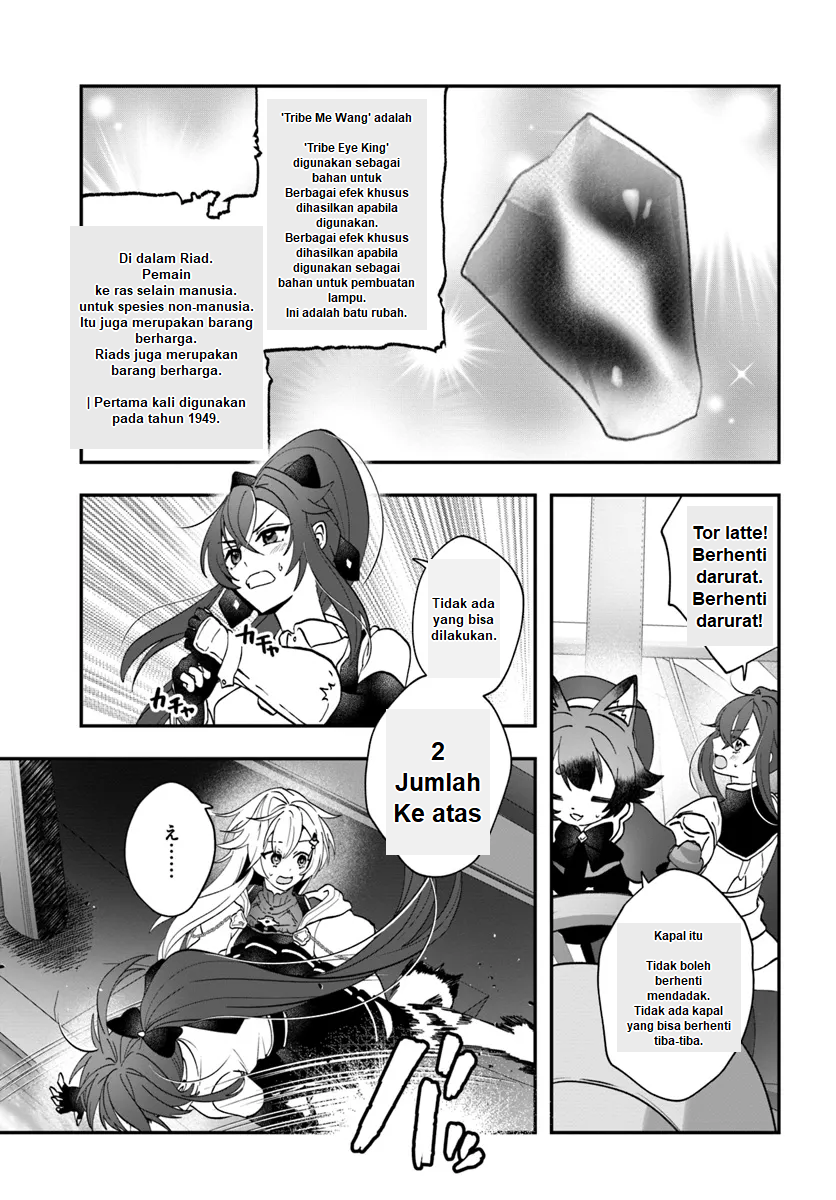 'Tribe Me Wang' adalah
'Tribe Eye King'
digunakan sebagai
bahan untuk
Berbagai efek khusus
dihasilkan apabila
digunakan.
Berbagai efek khusus
dihasilkan apabila
digunakan sebagai
bahan untuk pembuatan
lampu.
Ini adalah batu rubah.
Di dalam Riad.
Pemain
ke ras selain manusia.
untuk spesies non-manusia.
Itu juga merupakan barang
berharga.
Riads juga merupakan
barang berharga.
| Pertama kali digunakan
pada tahun 1949.
Tor latte!
Berhenti
darurat.
Berhenti
darurat!
Kapal itu
Tidak boleh
berhenti
mendadak.
Tidak ada kapal
yang bisa berhenti
tiba-tiba.
Tidak ada
yang bisa
dilakukan.
カチャ
カチャ
2
Jumlah
Ke atas
え……
バッ